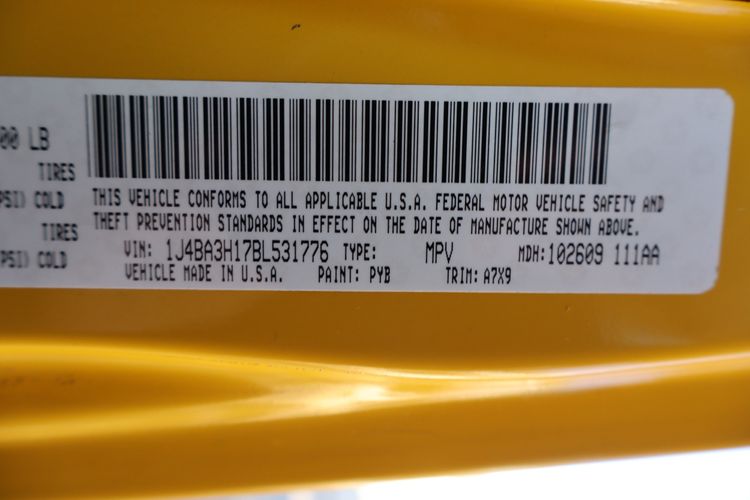 00 LB
TIRES
PSI) COLD
TIRES
PSI) COLD
THIS VEHICLE CONFORMS TO ALL APPLICABLE U.S.A. FEDERAL MOTOR VEHICLE SAFETY AND
THEFT PREVENTION STANDARDS IN EFFECT ON THE DATE OF MANUFACTURE SHOWN ABOVE.
VIN: 1J4BA3H17BL531776 TYPE: MPV MDH:102609 111AA
VEHICLE MADE IN U.S.A. PAINT: PYB TRIM: A7X9